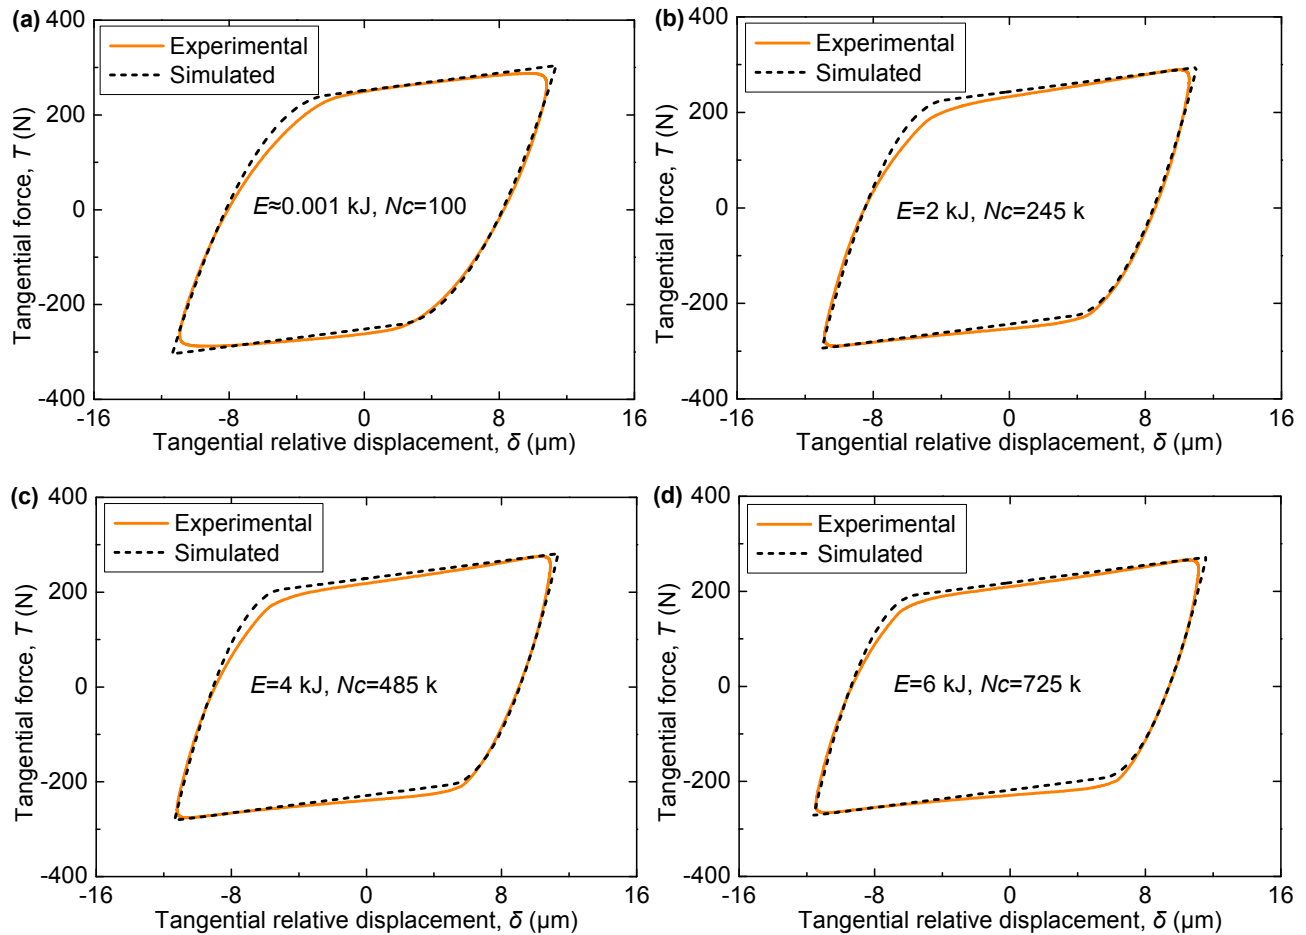 (a)
400
200
0
-200
-400
Experimental
Simulated
E≈0.001 kJ, Nc=100
-16
-8
0
8
16
Tangential force, T (N)
Tangential relative displacement, δ (μm)
(b)
400
200
0
-200
-400
Experimental
Simulated
E=2 kJ, Nc=245 k
-16
-8
0
8
16
Tangential force, T (N)
Tangential relative displacement, δ (μm)
(c)
400
200
0
-200
-400
Experimental
Simulated
E=4 kJ, Nc=485 k
-16
-8
0
8
16
Tangential force, T (N)
Tangential relative displacement, δ (μm)
(d)
400
200
0
-200
-400
Experimental
Simulated
E=6 kJ, Nc=725 k
-16
-8
0
8
16
Tangential force, T (N)
Tangential relative displacement, δ (μm)